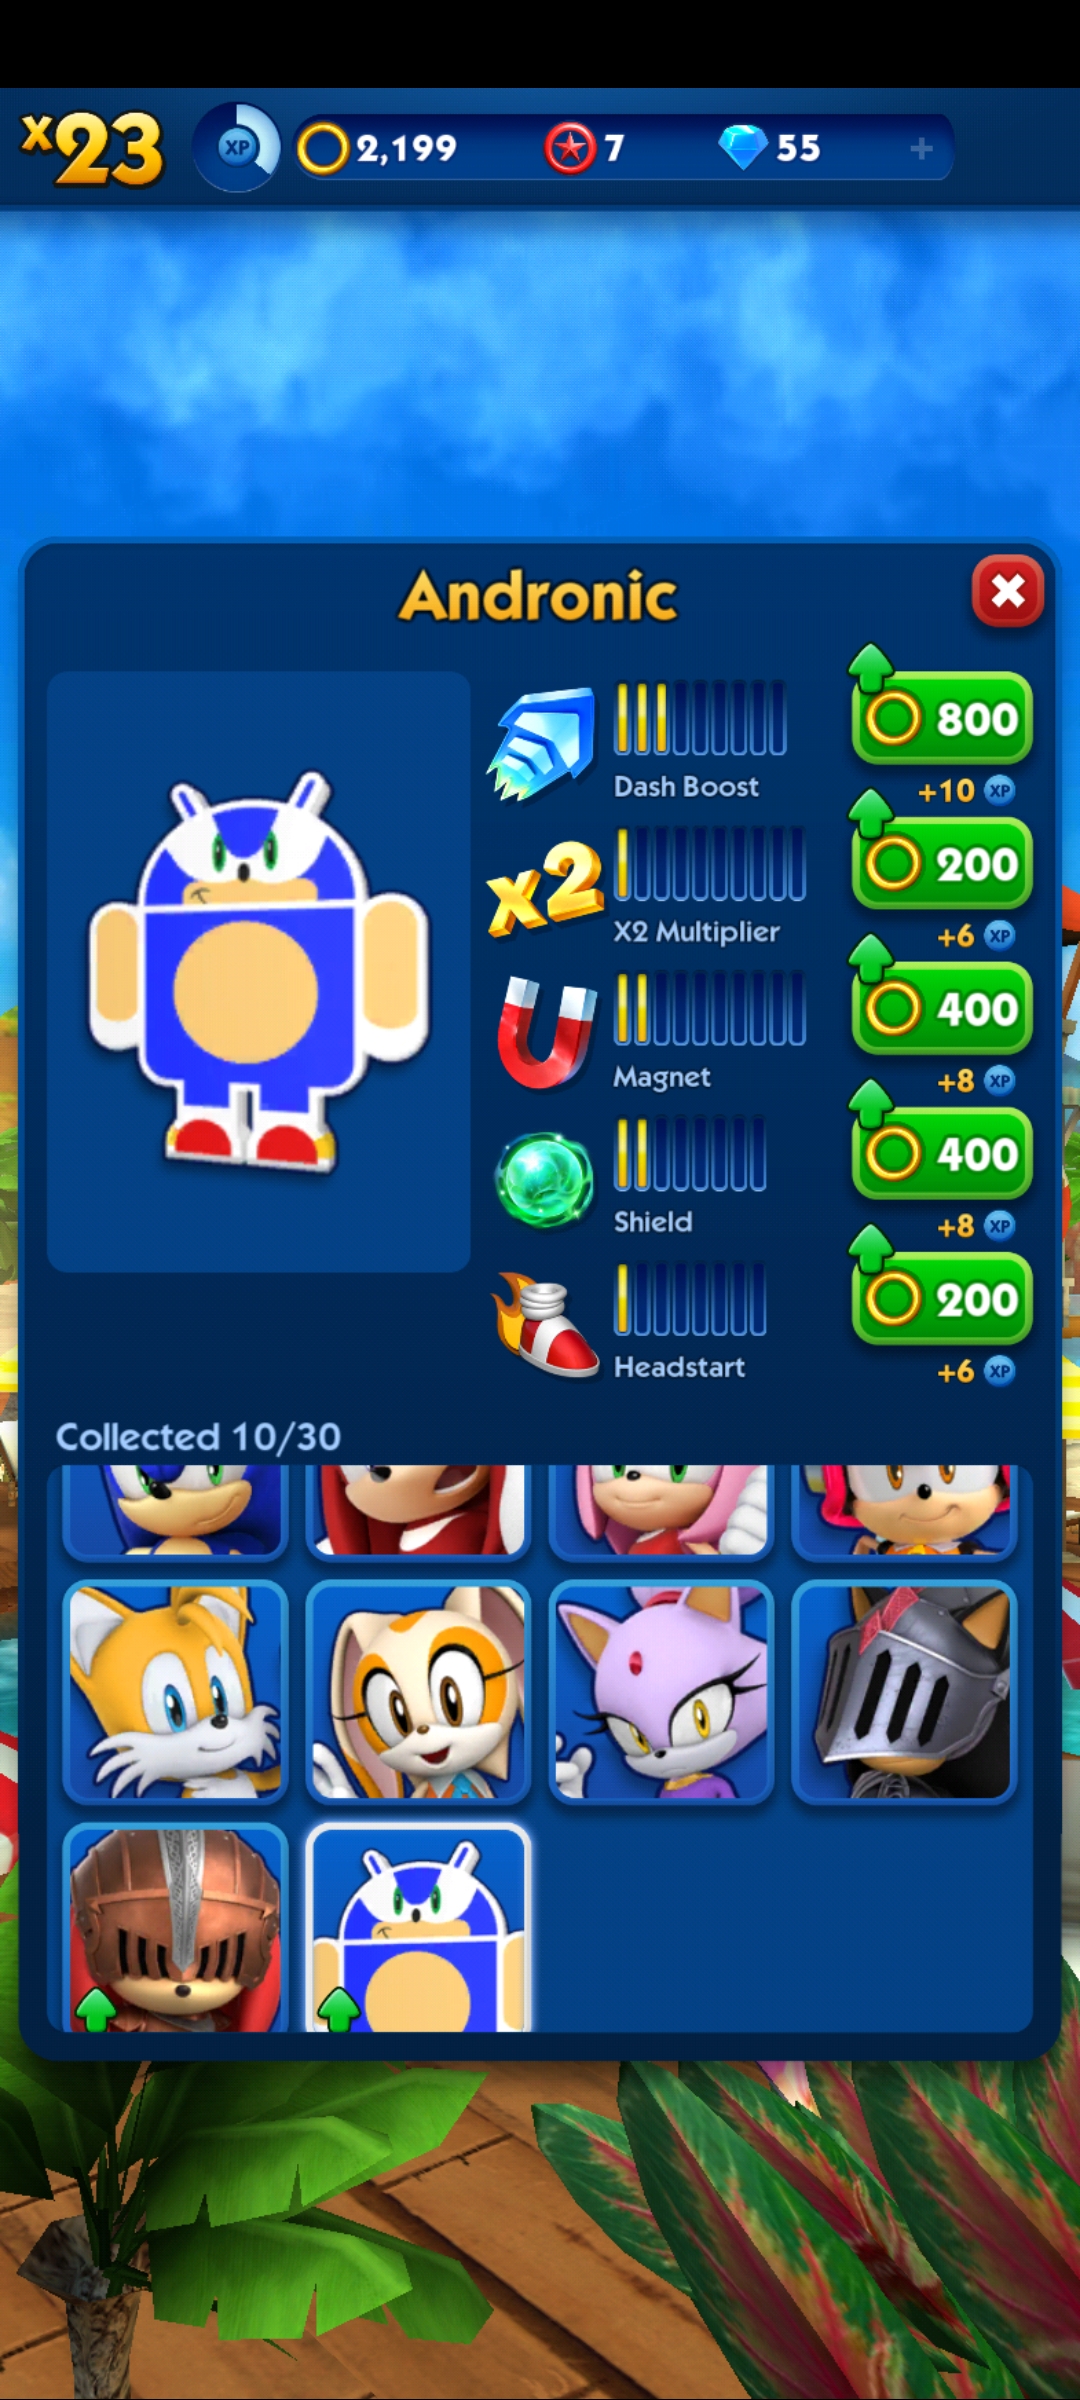 x23 XP 2,199 7 55 +
Andronic
800
Dash Boost
+10 XP
x2
200
X2 Multiplier
+6 XP
400
Magnet
+8 XP
400
Shield
+8 XP
200
Headstart
+6 XP
Collected 10/30